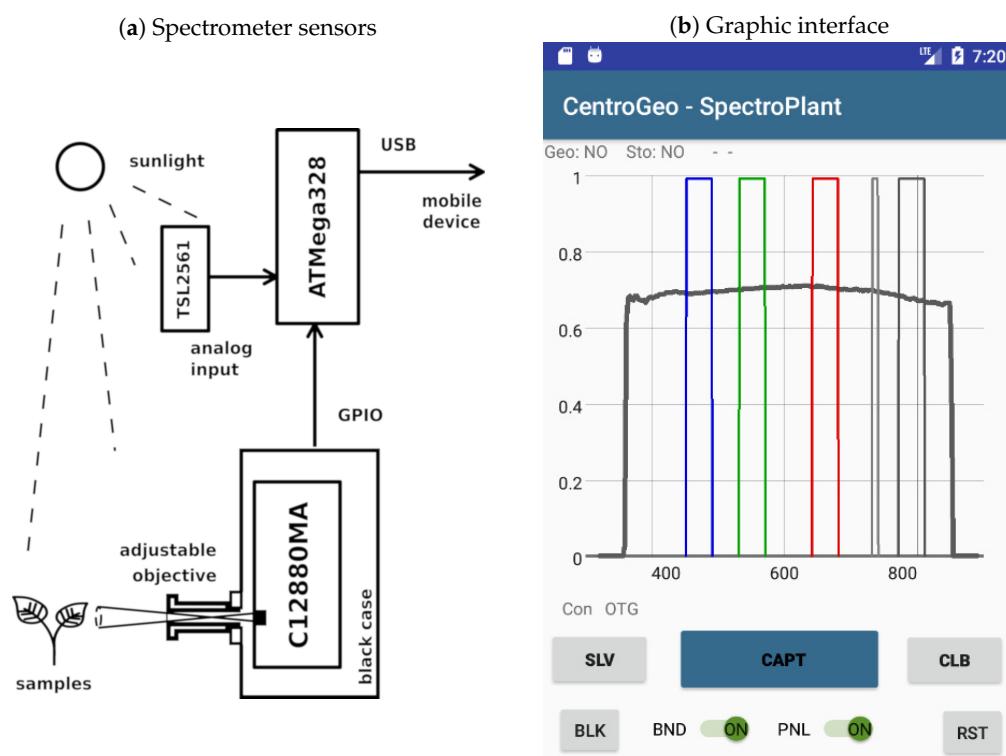 (a) Spectrometer sensors
sunlight
TSL2561
analog
input
ATMega328
USB
mobile
device
GPIO
adjustable
objective
C12880MA
black case
samples
(b) Graphic interface
LTE 7:20
CentroGeo - SpectroPlant
Geo: NO Sto: NO - -
1
0.8
0.6
0.4
0.2
0
400 600 800
Con OTG
SLV CAPT CLB
BLK BND ON PNL ON RST